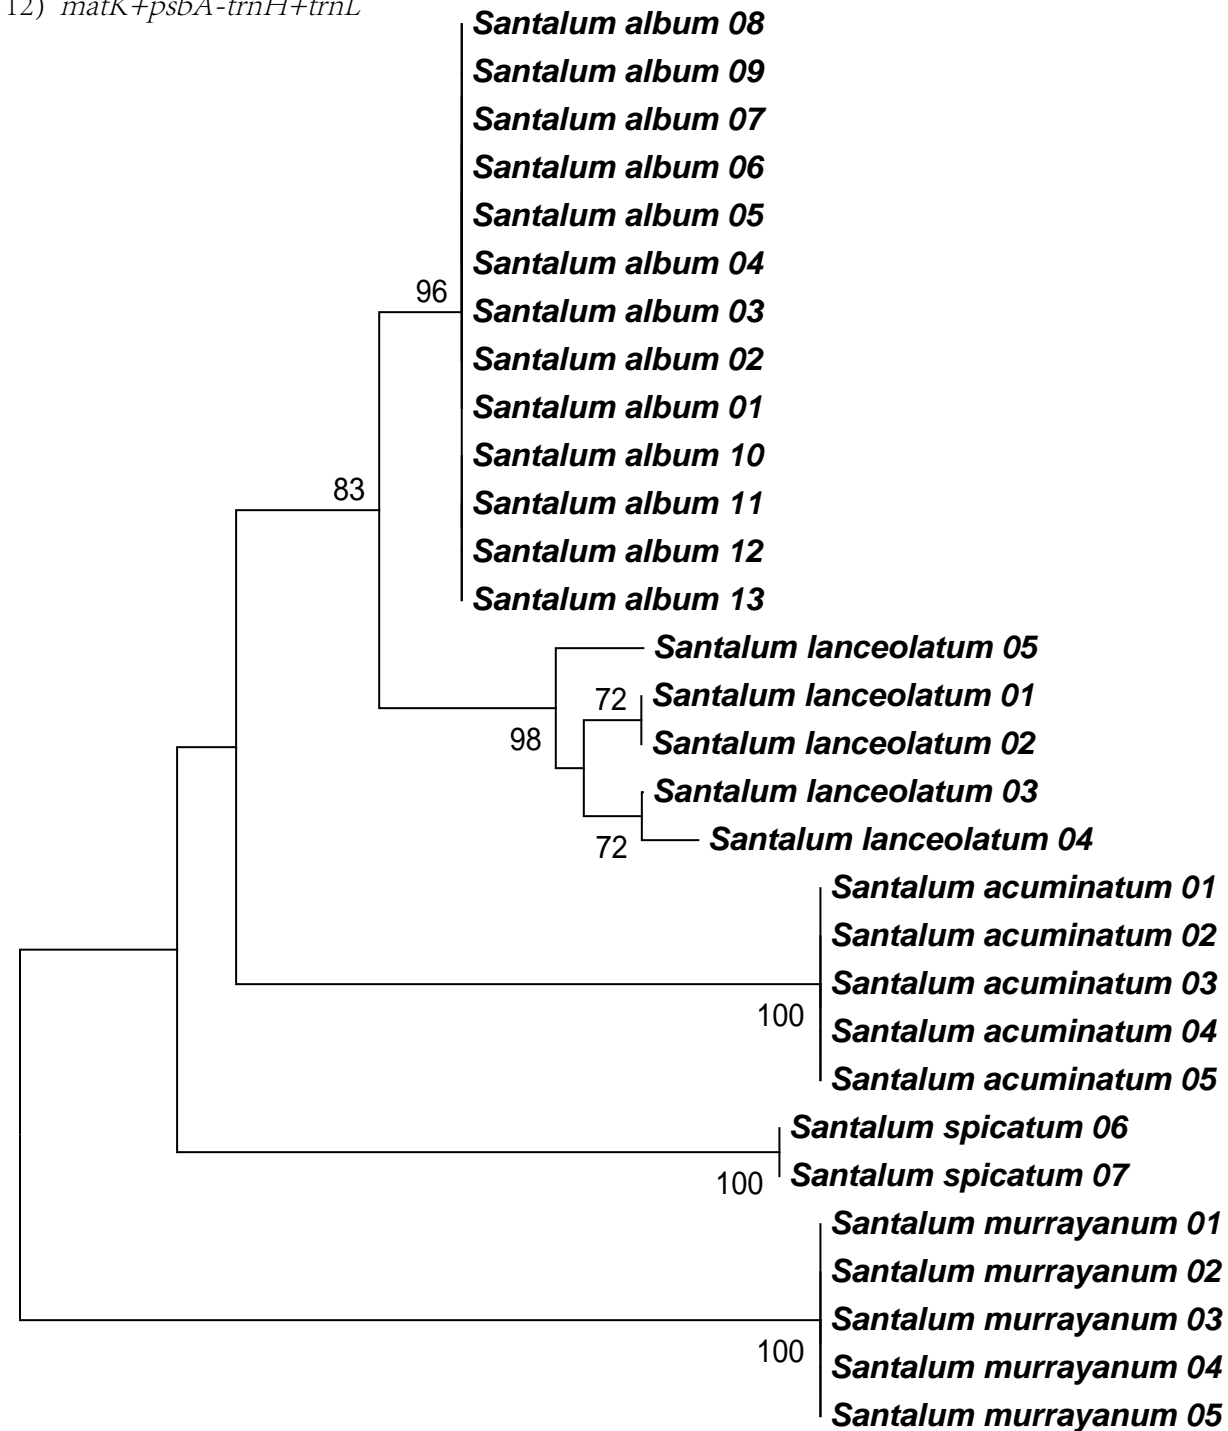 12) matK+psbA-trnH+trnL
Santalum album 08
Santalum album 09
Santalum album 07
Santalum album 06
Santalum album 05
Santalum album 04
96
Santalum album 03
Santalum album 02
Santalum album 01
Santalum album 10
83
Santalum album 11
Santalum album 12
Santalum album 13
Santalum lanceolatum 05
72
Santalum lanceolatum 01
98
Santalum lanceolatum 02
Santalum lanceolatum 03
72
Santalum lanceolatum 04
Santalum acuminatum 01
Santalum acuminatum 02
Santalum acuminatum 03
100
Santalum acuminatum 04
Santalum acuminatum 05
Santalum spicatum 06
100
Santalum spicatum 07
Santalum murrayanum 01
Santalum murrayanum 02
Santalum murrayanum 03
100
Santalum murrayanum 04
Santalum murrayanum 05